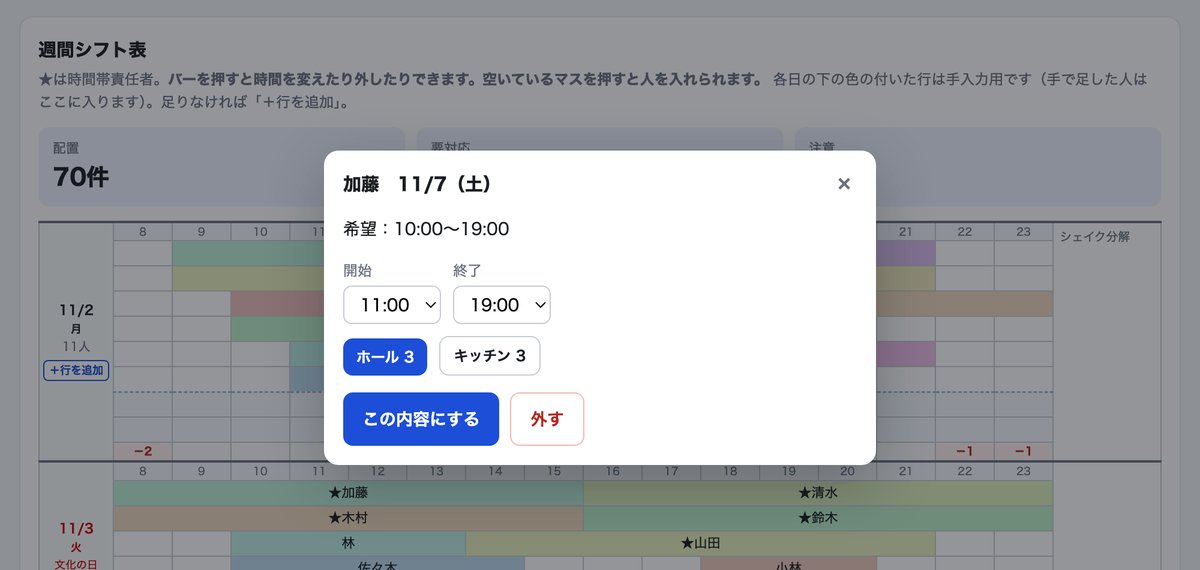 週間シフト表
★は時間帯責任者。バーを押すと時間を変えたり外したりできます。空いているマスを押すと人を入れられます。 各日の下の色の付いた行は手入力用です（手で足した人は
ここに入ります）。足りなければ「＋行を追加」。
配置
要対応
注意
70件
加藤 11/7（土）
×
希望：10:00〜19:00
開始
終了
11:00
19:00
ホール 3
キッチン 3
この内容にする
外す
8 9 10 11 21 22 23
シェイク分解
11/2
月
11人
＋行を追加
−2 −1 −1
8 9 10 11 12 13 14 15 16 17 18 19 20 21 22 23
★加藤 ★清水
★木村 ★鈴木
11/3
火
文化の日
林 ★山田
佐々木 小林